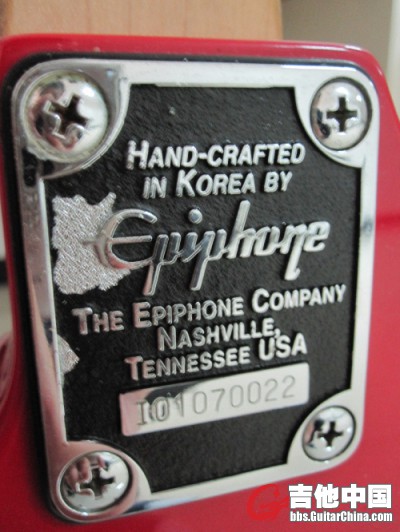 HAND-CRAFTED
IN KOREA BY
Epiphone
THE EPIPHONE COMPANY
NASHVILLE,
TENNESSEE USA
I01070022
吉他中国
bbs.GuitarChina.com